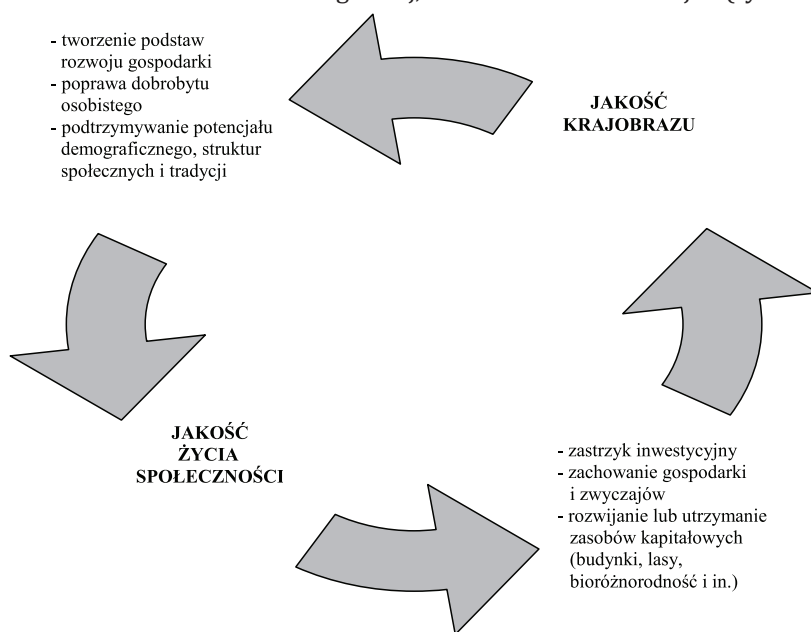 - tworzenie podstaw
rozwoju gospodarki
- poprawa dobrobytu
osobistego
- podtrzymywanie potencjału
demograficznego, struktur
społecznych i tradycji
JAKOŚĆ
KRAJOBRAZU
JAKOŚĆ
ŻYCIA
SPOŁECZNOŚCI
- zastrzyk inwestycyjny
- zachowanie gospodarki
i zwyczajów
- rozwijanie lub utrzymanie
zasobów kapitałowych
(budynki, lasy,
bioróżnorodność i in.)